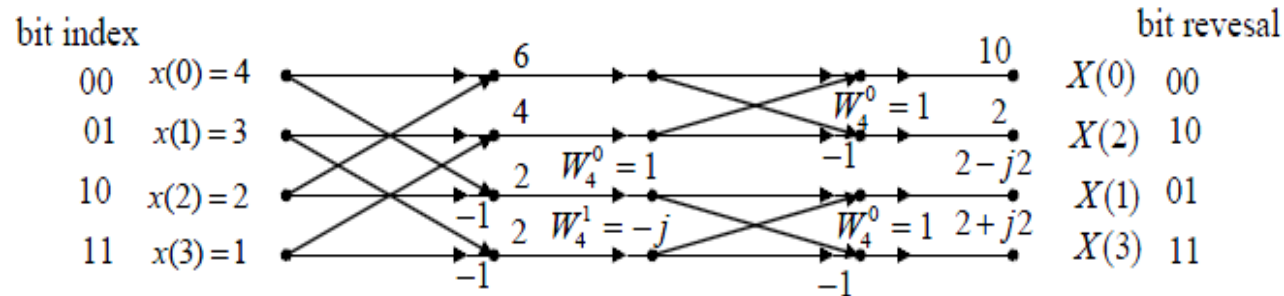 bit index
bit revesal
00 x(0) = 4 6 10 X(0) 00
W_4^0 = 1
01 x(1) = 3 4 2 X(2) 10
-1
W_4^0 = 1
10 x(2) = 2 2 2 - j2 X(1) 01
-1
W_4^1 = -j W_4^0 = 1
11 x(3) = 1 2 2 + j2 X(3) 11
-1 -1